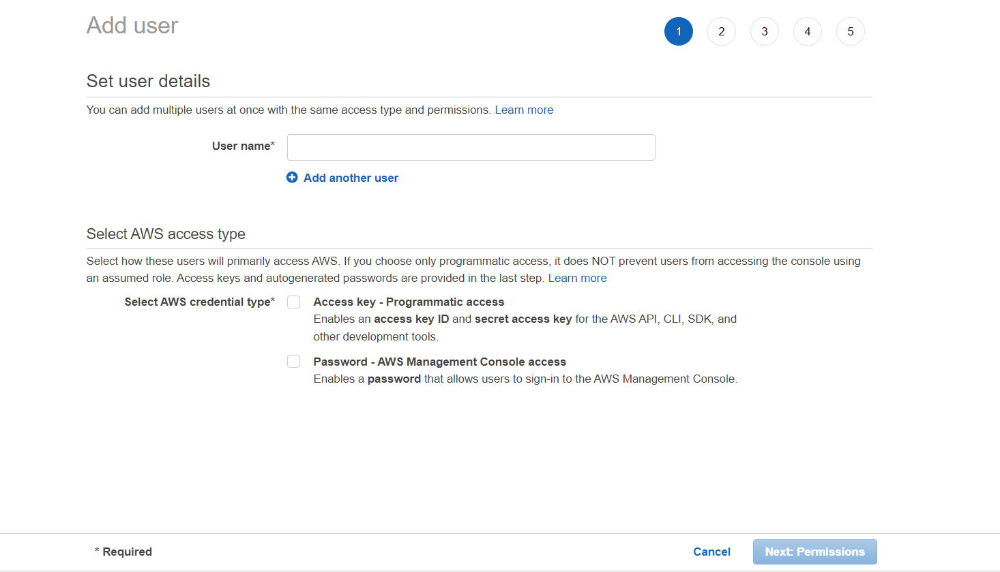 Add user
1 2 3 4 5
Set user details
You can add multiple users at once with the same access type and permissions. Learn more
User name*
Add another user
Select AWS access type
Select how these users will primarily access AWS. If you choose only programmatic access, it does NOT prevent users from accessing the console using
an assumed role. Access keys and autogenerated passwords are provided in the last step. Learn more
Select AWS credential type* Access key - Programmatic access
Enables an access key ID and secret access key for the AWS API, CLI, SDK, and
other development tools.
Password - AWS Management Console access
Enables a password that allows users to sign-in to the AWS Management Console.
* Required Cancel Next: Permissions